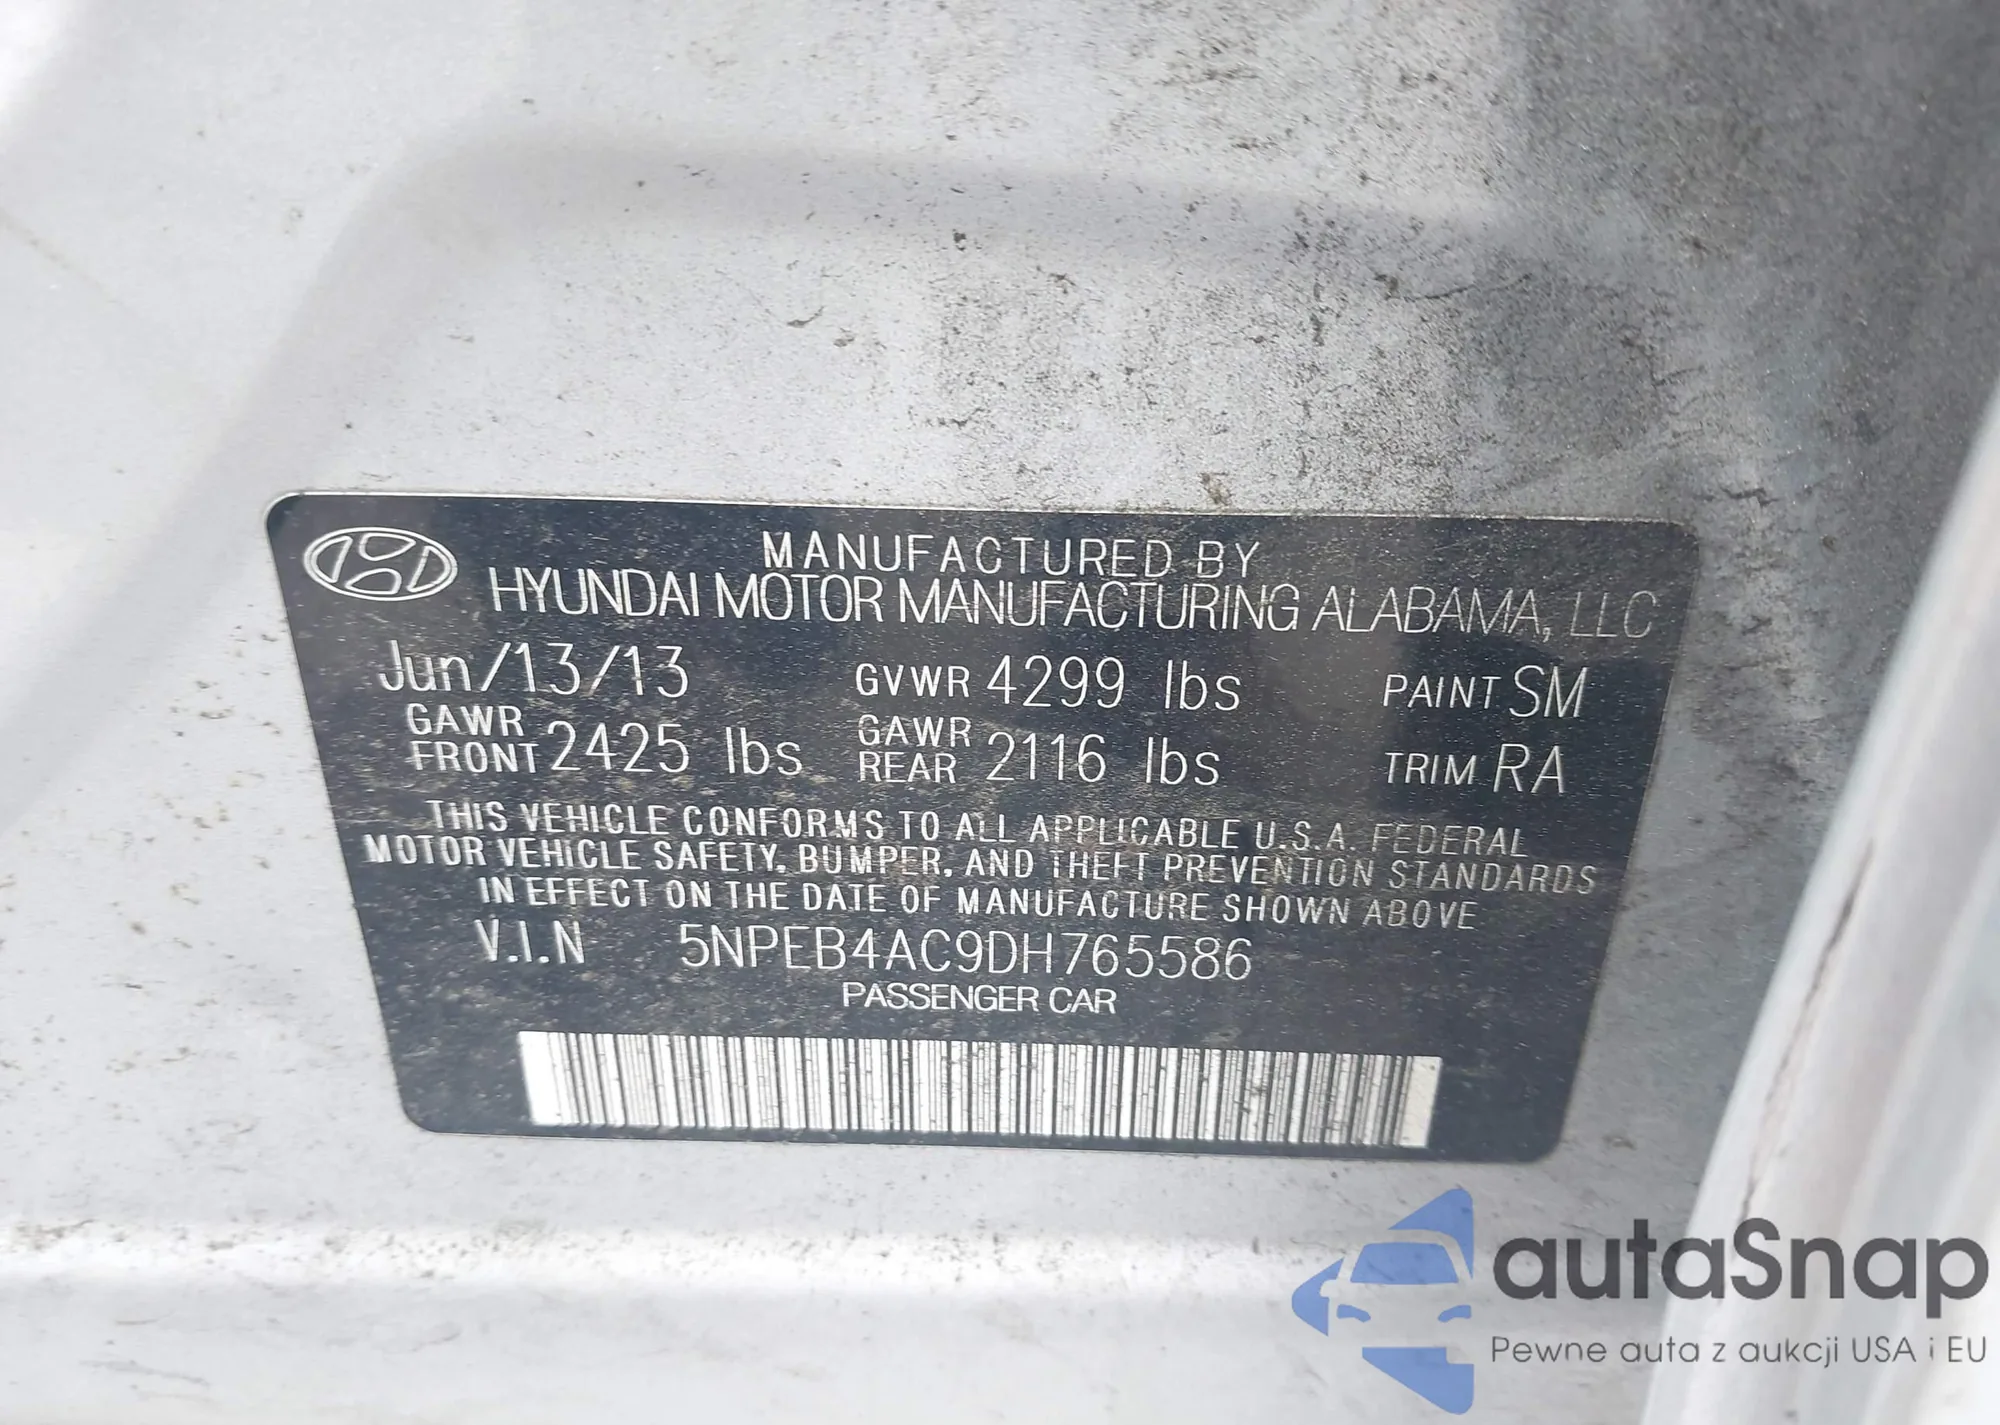 MANUFACTURED BY
HYUNDAI MOTOR MANUFACTURING ALABAMA, LLC
Jun/13/13 GVWR 4299 lbs PAINT SM
GAWR FRONT 2425 lbs GAWR REAR 2116 lbs TRIM RA
THIS VEHICLE CONFORMS TO ALL APPLICABLE U.S.A. FEDERAL
MOTOR VEHICLE SAFETY, BUMPER, AND THEFT PREVENTION STANDARDS
IN EFFECT ON THE DATE OF MANUFACTURE SHOWN ABOVE
V.I.N 5NPEB4AC9DH765586
PASSENGER CAR
autaSnap
Pewne auta z aukcji USA i EU